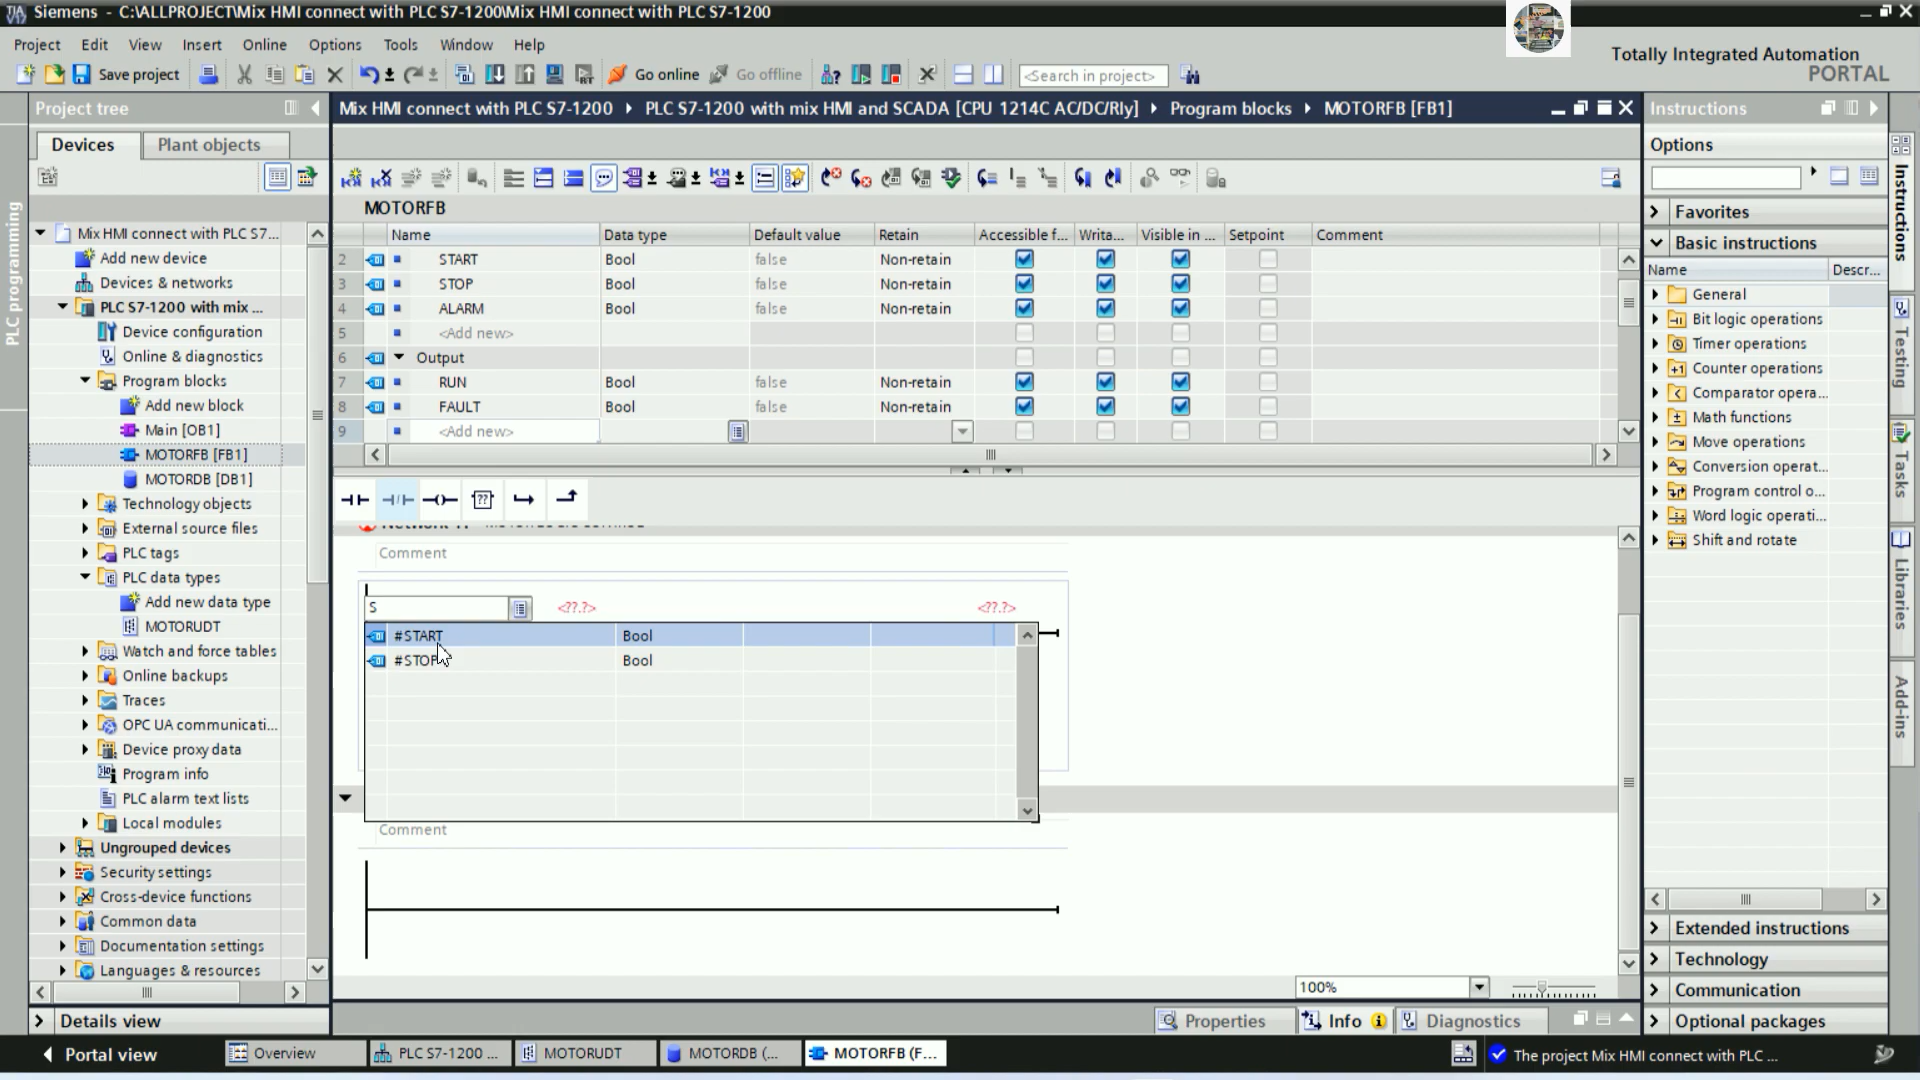 Siemens - C:\ALLPROJECT\Mix HMI connect with PLC S7-1200\Mix HMI connect with PLC S7-1200
Project Edit View Insert Online Options Tools Window Help
Totally Integrated Automation
PORTAL
Save project
Go online
Go offline
<Search in project>
Project tree
Mix HMI connect with PLC S7-1200 PLC S7-1200 with mix HMI and SCADA [CPU 1214C AC/DC/Rly] Program blocks MOTORFB [FB1]
Instructions
Devices
Plant objects
Options
PLC programming
MOTORFB
Name Data type Default value Retain Accessible f... Writa... Visible in ... Setpoint Comment
2 START Bool false Non-retain
3 STOP Bool false Non-retain
4 ALARM Bool false Non-retain
5 <Add new>
6 Output
7 RUN Bool false Non-retain
8 FAULT Bool false Non-retain
9 <Add new>
Comment
S
<??.?>
<??.?>
#START Bool
#STOP Bool
Comment
100%
Properties
Info
Diagnostics
Mix HMI connect with PLC S7...
Add new device
Devices & networks
PLC S7-1200 with mix ...
Device configuration
Online & diagnostics
Program blocks
Add new block
Main [OB1]
MOTORFB [FB1]
MOTORDB [DB1]
Technology objects
External source files
PLC tags
PLC data types
Add new data type
MOTORUDT
Watch and force tables
Online backups
Traces
OPC UA communicati...
Device proxy data
Program info
PLC alarm text lists
Local modules
Ungrouped devices
Security settings
Cross-device functions
Common data
Documentation settings
Languages & resources
Details view
Favorites
Basic instructions
Name Descr...
General
Bit logic operations
Timer operations
Counter operations
Comparator opera...
Math functions
Move operations
Conversion operat...
Program control o...
Word logic operati...
Shift and rotate
Extended instructions
Technology
Communication
Optional packages
Instructions
Testing
Tasks
Libraries
Add-ins
Portal view
Overview
PLC S7-1200 ...
MOTORUDT
MOTORDB (...
MOTORFB (F...
The project Mix HMI connect with PLC ...